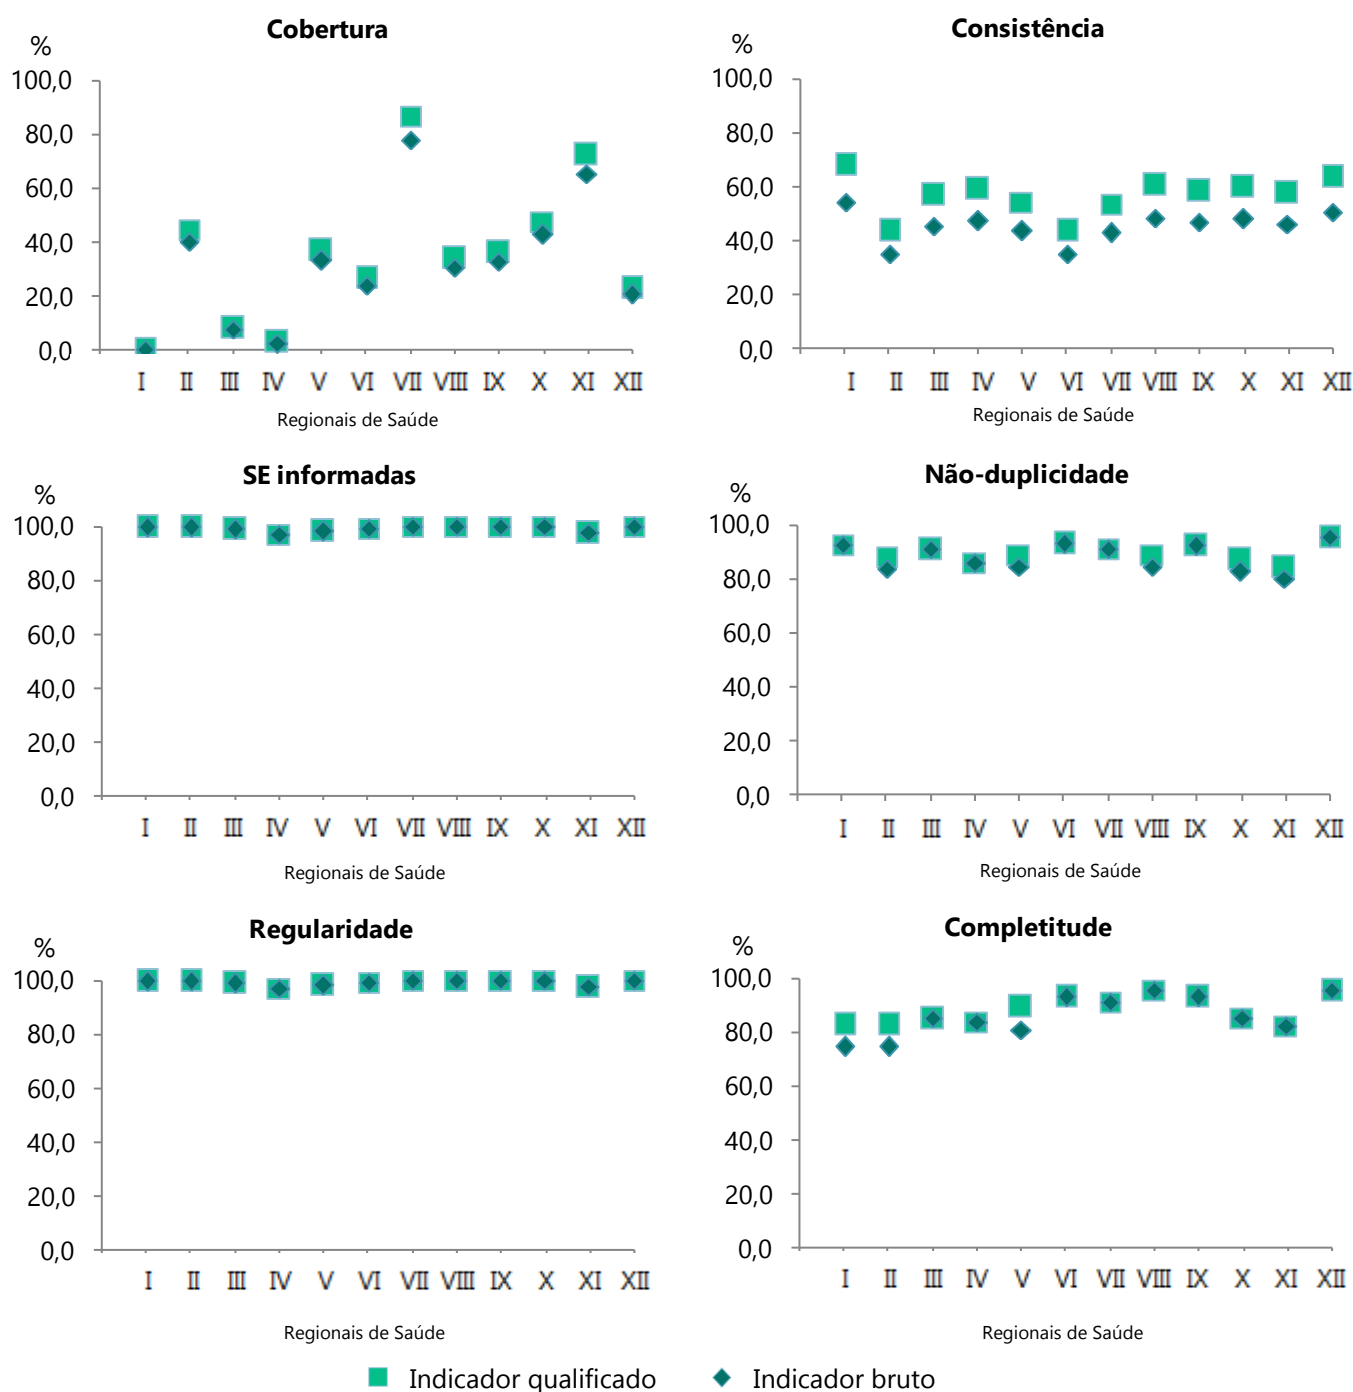 Cobertura
%
100,0
80,0
60,0
40,0
20,0
0,0
I II III IV V VI VII VIII IX X XI XII
Regionais de Saúde
Consistência
%
100,0
80,0
60,0
40,0
20,0
0,0
I II III IV V VI VII VIII IX X XI XII
Regionais de Saúde
SE informadas
%
100,0
80,0
60,0
40,0
20,0
0,0
I II III IV V VI VII VIII IX X XI XII
Regionais de Saúde
Não-duplicidade
%
100,0
80,0
60,0
40,0
20,0
0,0
I II III IV V VI VII VIII IX X XI XII
Regionais de Saúde
Regularidade
%
100,0
80,0
60,0
40,0
20,0
0,0
I II III IV V VI VII VIII IX X XI XII
Regionais de Saúde
Completitude
%
100,0
80,0
60,0
40,0
20,0
0,0
I II III IV V VI VII VIII IX X XI XII
Regionais de Saúde
Indicador qualificado Indicador bruto